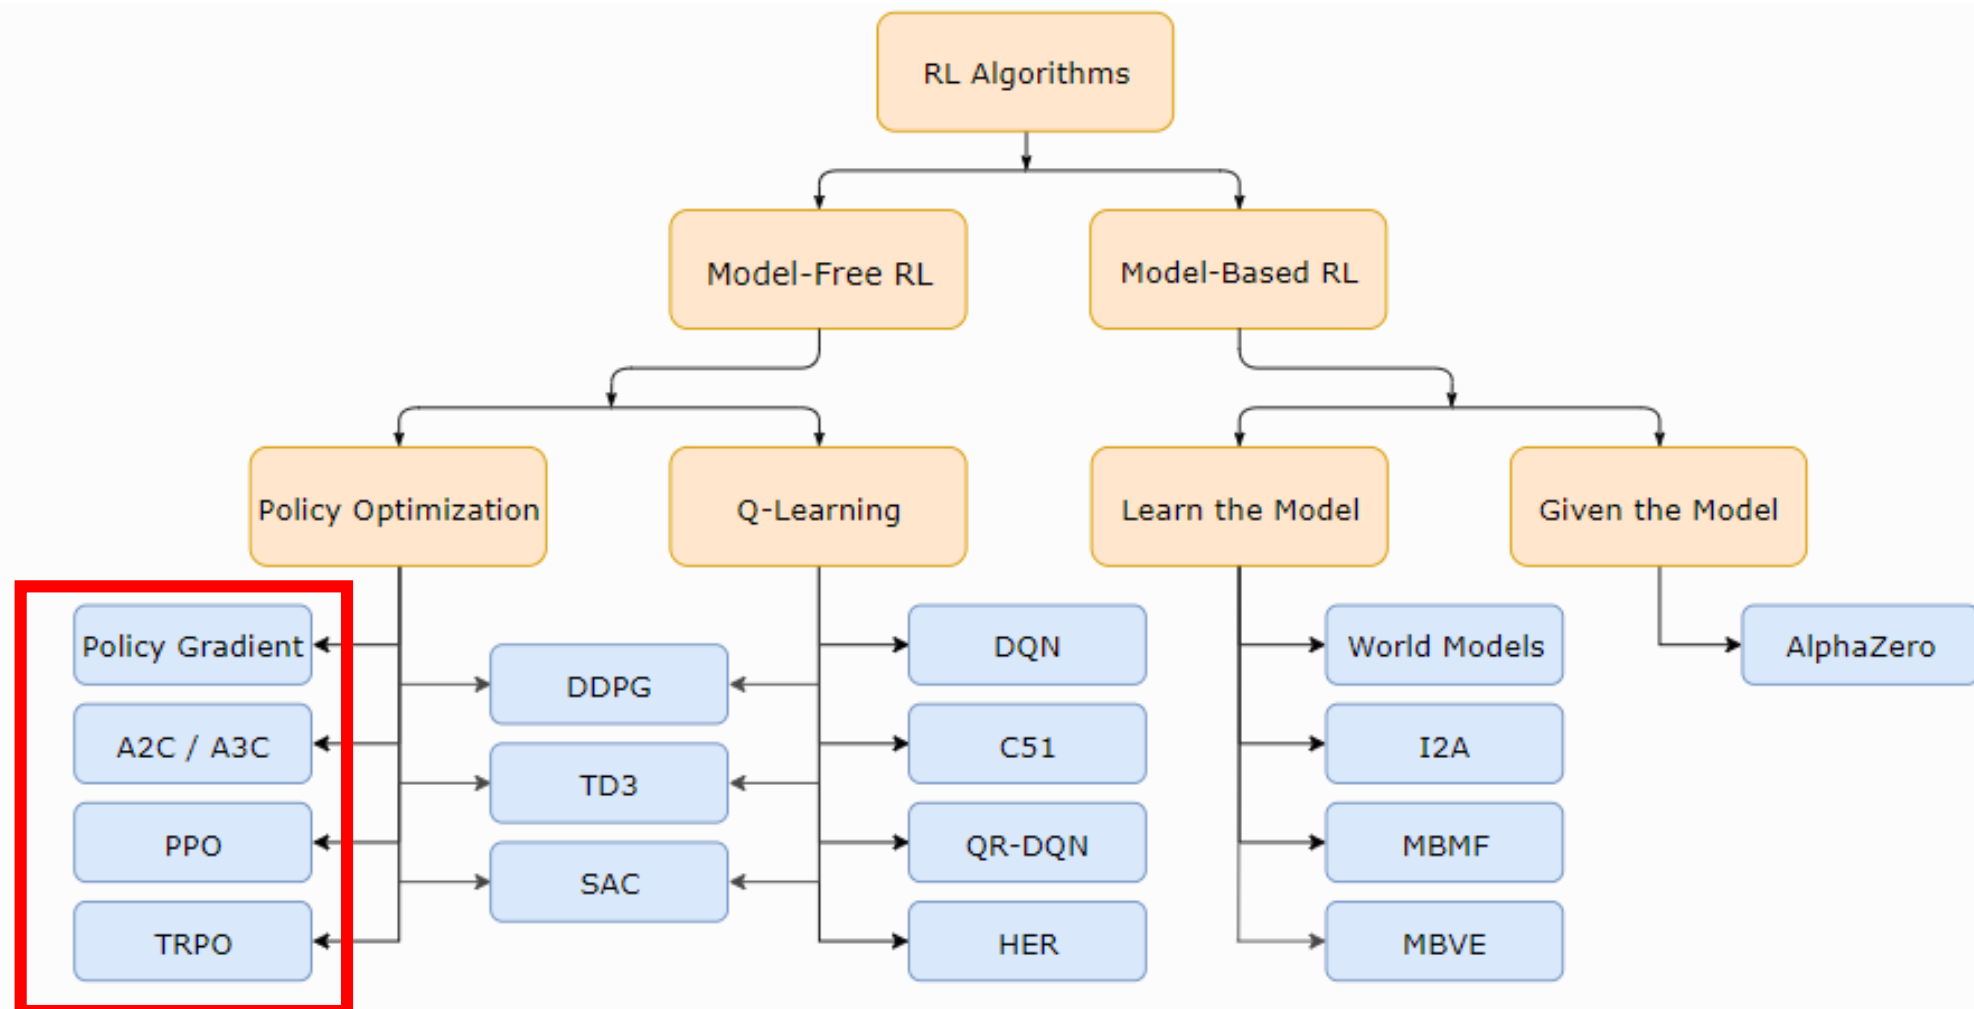 RL Algorithms
Model-Free RL
Model-Based RL
Policy Optimization
Q-Learning
Learn the Model
Given the Model
Policy Gradient
DDPG
DQN
World Models
AlphaZero
A2C / A3C
TD3
C51
I2A
PPO
SAC
QR-DQN
MBMF
TRPO
HER
MBVE